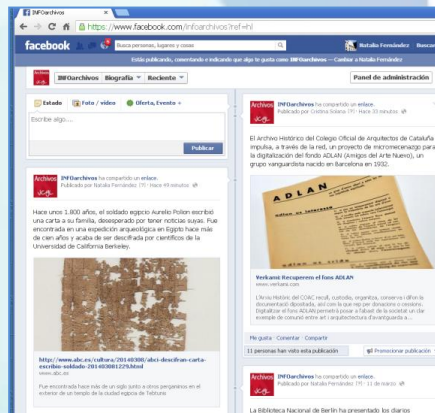 INFOarchivos
https://www.facebook.com/Infoarchivos?ref=hl
facebook
Busca personas, lugares y cosas
Natalia Fernández Buscar
Estás publicando, comentando e indicando que algo te gusta como INFOarchivos — Cambiar a Natalia Fernández
INFOarchivos Biografía Reciente
Panel de administración
Estado Foto / vídeo Oferta, Evento +
Escribe algo...
Publicar
Archivos
INFOarchivos ha compartido un enlace.
Publicado por Natalia Fernández [?] · Hace 49 minutos
Hace unos 1.800 años, el soldado egipcio Aurelio Polion escribió
una carta a su familia, desesperado por tener noticias suyas. Fue
encontrada en una expedición arqueológica en Egipto hace más
de cien años y acaba de ser descifrada por científicos de la
Universidad de California Berkeley.
http://www.abc.es/cultura/20140308/abci-descifran-carta-
escribio-soldado-201403081229.html
www.abc.es
Fue encontrada hace más de un siglo junto a otros pergaminos en el
exterior de un templo de la ciudad egipcia de Tebtunis
Archivos
INFOarchivos ha compartido un enlace.
Publicado por Cristina Solana [?] · Hace 33 minutos
El Archivo Histórico del Colegio Oficial de Arquitectos de Cataluña
impulsa, a través de la red, un proyecto de micromecenazgo para
la digitalización del fondo ADLAN (Amigos del Arte Nuevo), un
grupo vanguardista nacido en Barcelona en 1932.
ADLAN
Verkami: Recuperem el fons ADLAN
www.verkami.com
L'Arxiu Històric del COAC recull, custodia, organitza, conserva i difon la
documentació dipositada, així com la que rep per donacions o cessions.
Digitalitzar el fons ADLAN permetrà posar a l'abast de la societat un clar
exemple de comunió entre art i arquitectura d'avantguarda a...
Me gusta · Comentar · Compartir
11 personas han visto esta publicación
Promocionar publicación
Archivos
INFOarchivos ha compartido un enlace.
Publicado por Natalia Fernández [?] · 11 de marzo
La Biblioteca Nacional de Berlín ha presentado los diarios